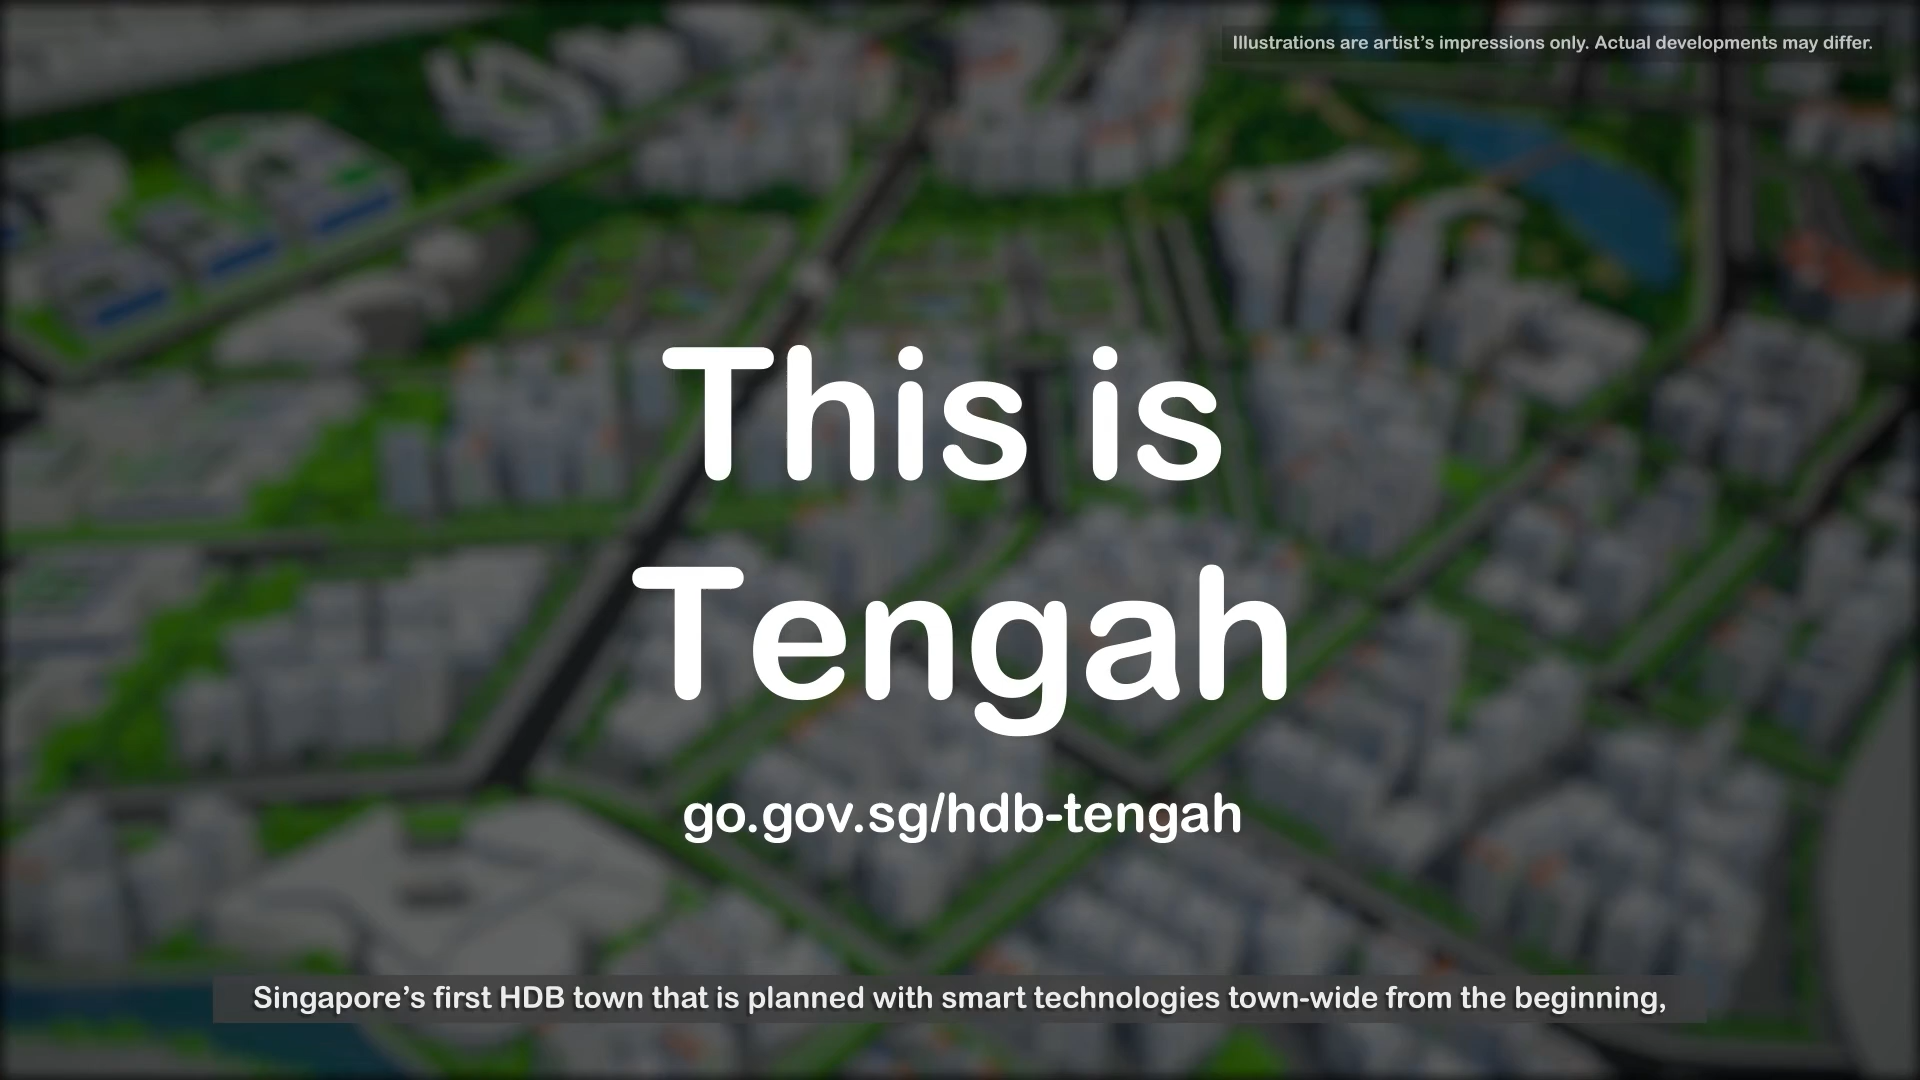 Illustrations are artist's impressions only. Actual developments may differ.
This is
Tengah
go.gov.sg/hdb-tengah
Singapore's first HDB town that is planned with smart technologies town-wide from the beginning,